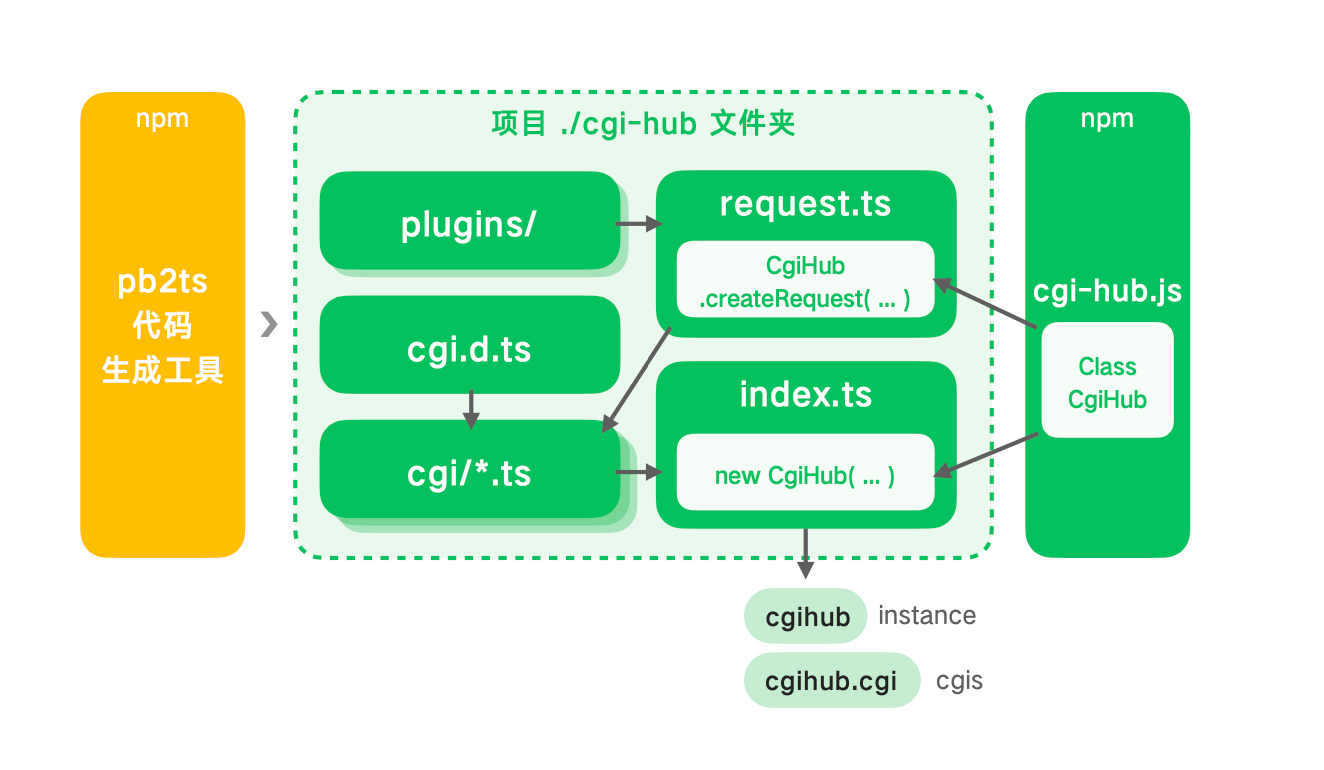 npm
pb2ts
代码
生成工具
项目 ./cgi-hub 文件夹
plugins/
cgi.d.ts
cgi/*.ts
request.ts
CgiHub
.createRequest( ... )
index.ts
new CgiHub( ... )
npm
cgi-hub.js
Class
CgiHub
cgihub instance
cgihub.cgi cgis